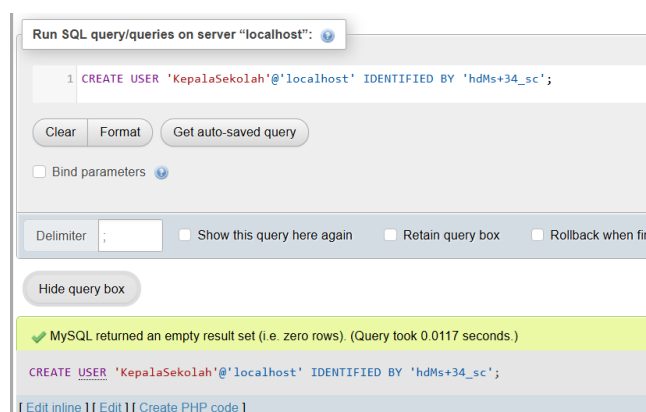 Run SQL query/queries on server “localhost”:
1 CREATE USER 'KepalaSekolah'@'localhost' IDENTIFIED BY 'hdMs+34_sc';
Clear Format Get auto-saved query
Bind parameters
Delimiter ; Show this query here again Retain query box Rollback when
Hide query box
MySQL returned an empty result set (i.e. zero rows). (Query took 0.0117 seconds.)
CREATE USER 'KepalaSekolah'@'localhost' IDENTIFIED BY 'hdMs+34_sc';
[ Edit inline ] [ Edit ] [ Create PHP code ]